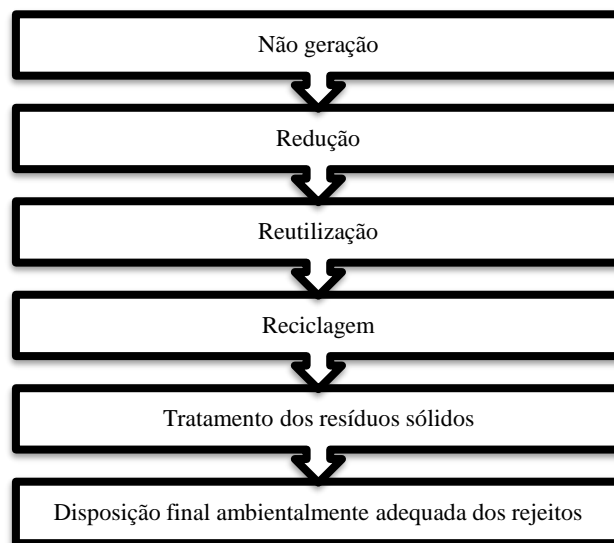 Não geração
Redução
Reutilização
Reciclagem
Tratamento dos resíduos sólidos
Disposição final ambientalmente adequada dos rejeitos